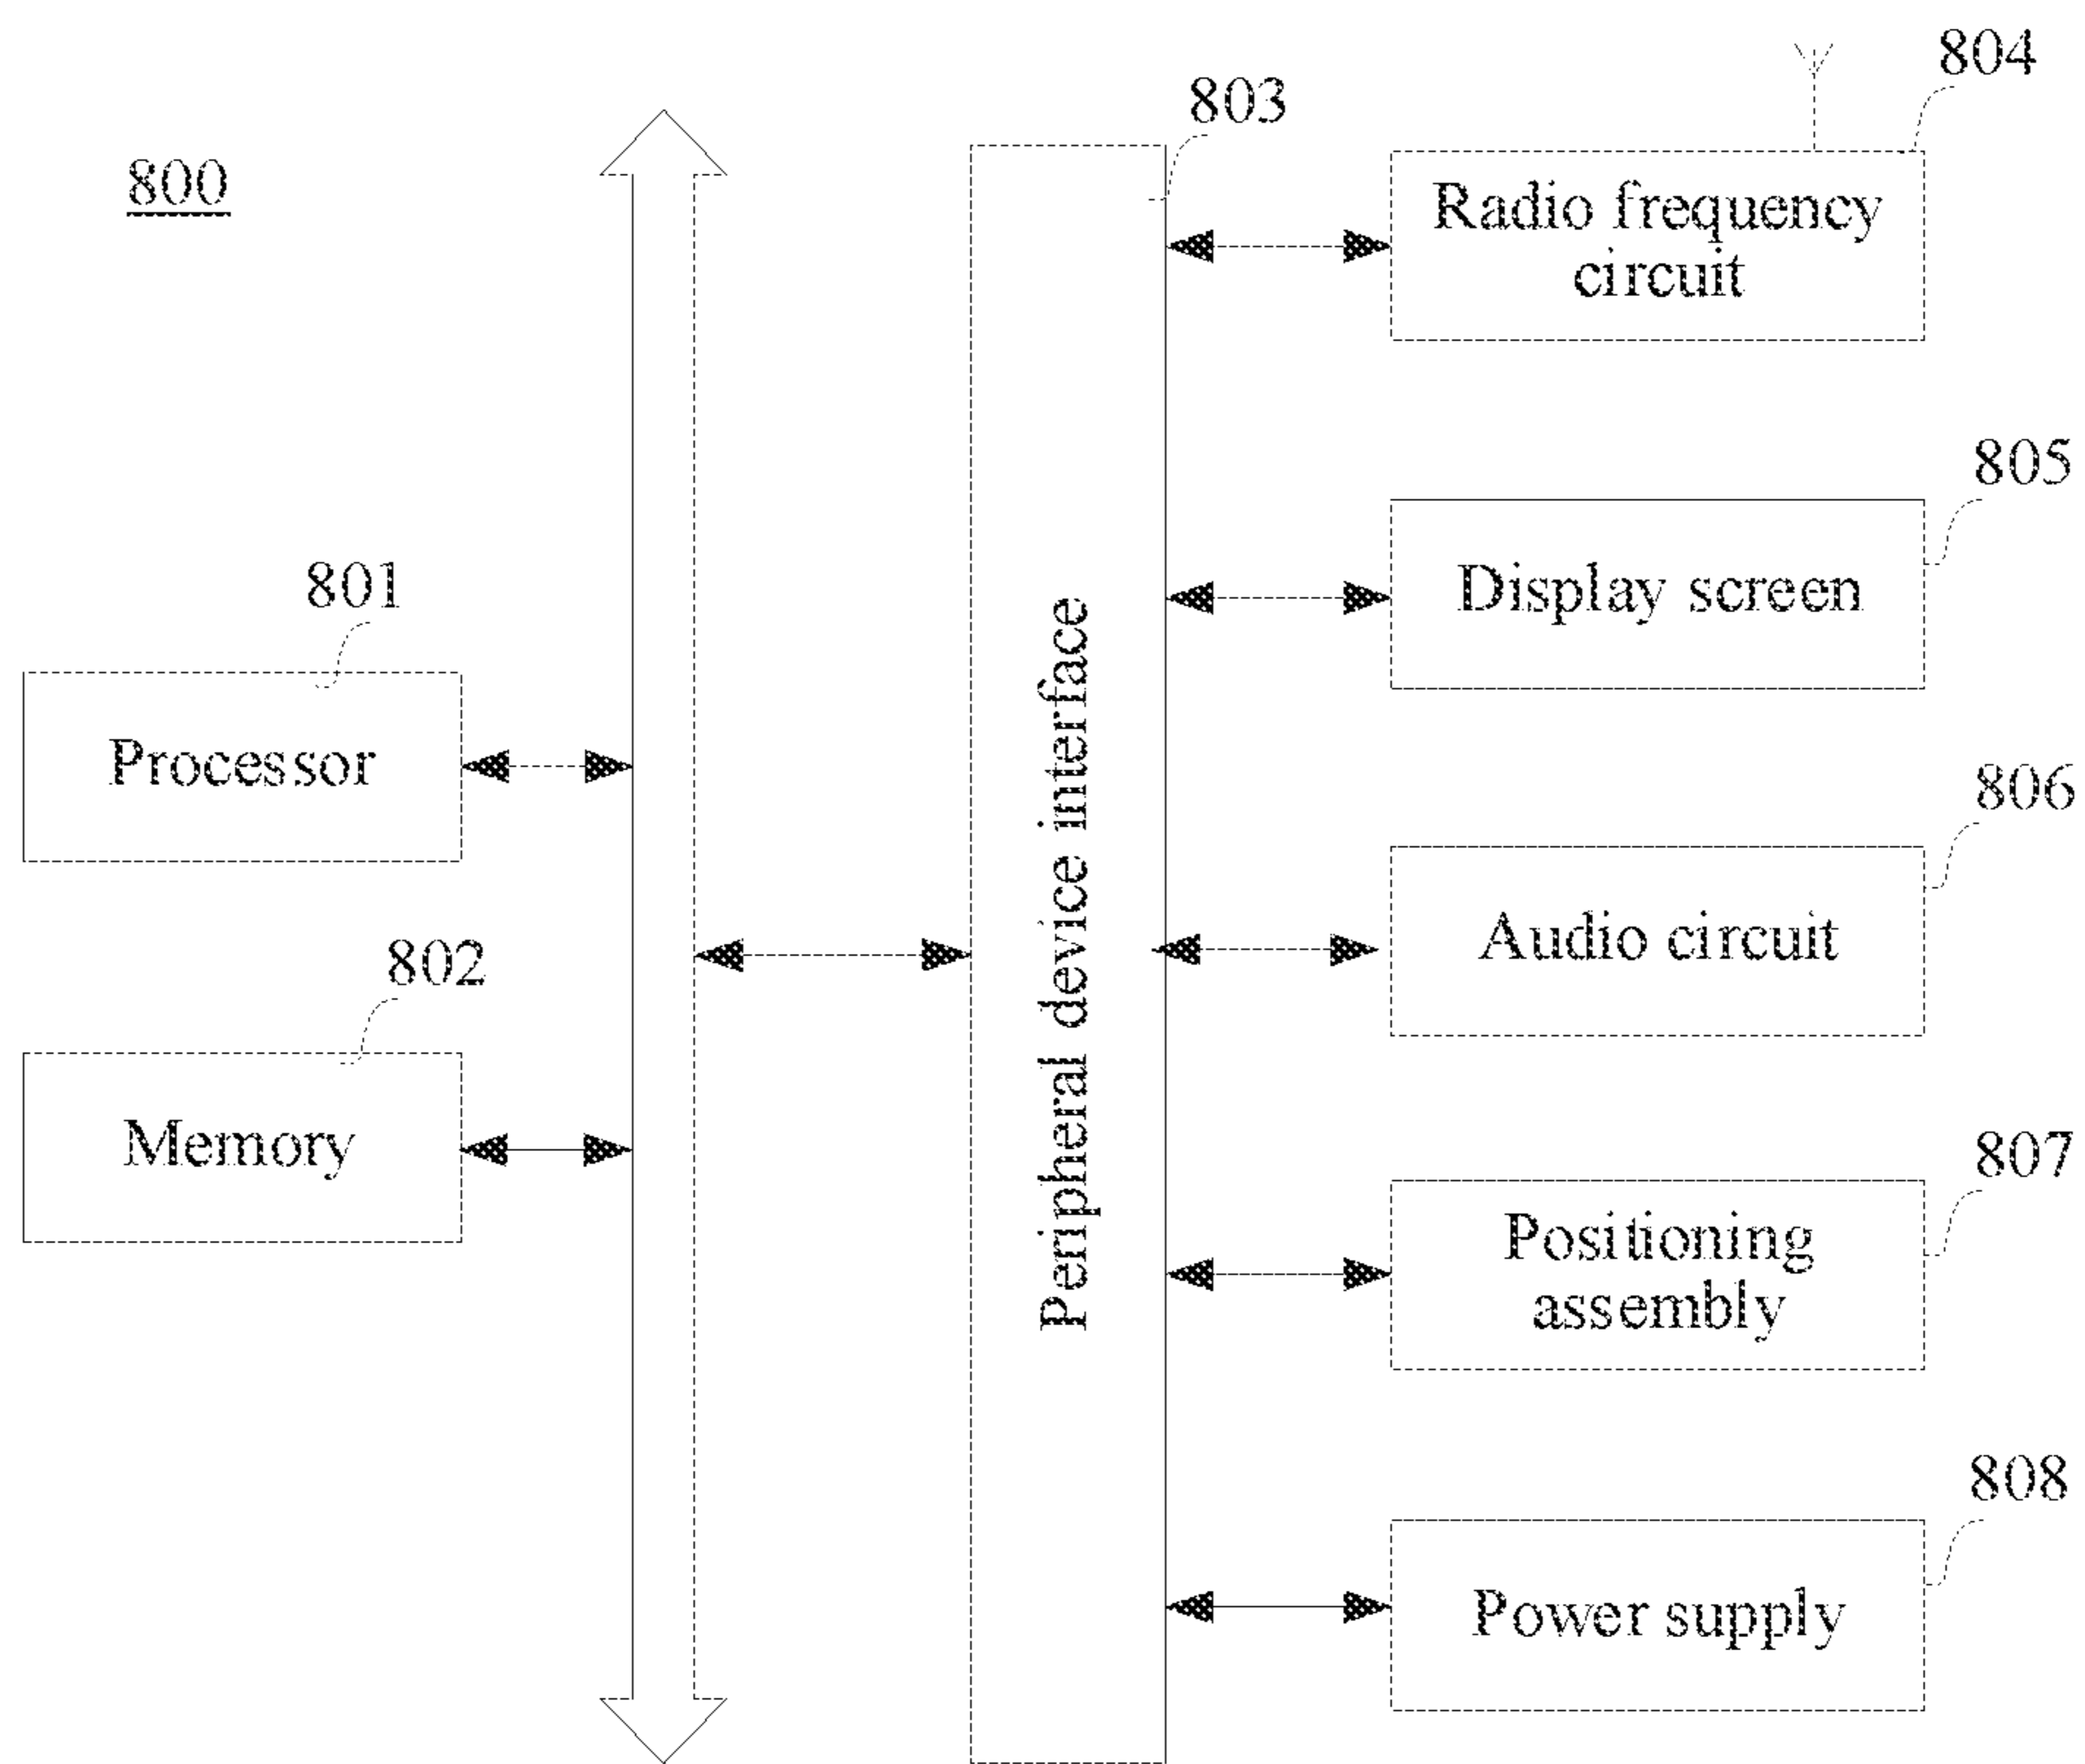 800
801
Processor
802
Memory
803
Peripheral device interface
804
Radio frequency
circuit
805
Display screen
806
Audio circuit
807
Positioning
assembly
808
Power supply